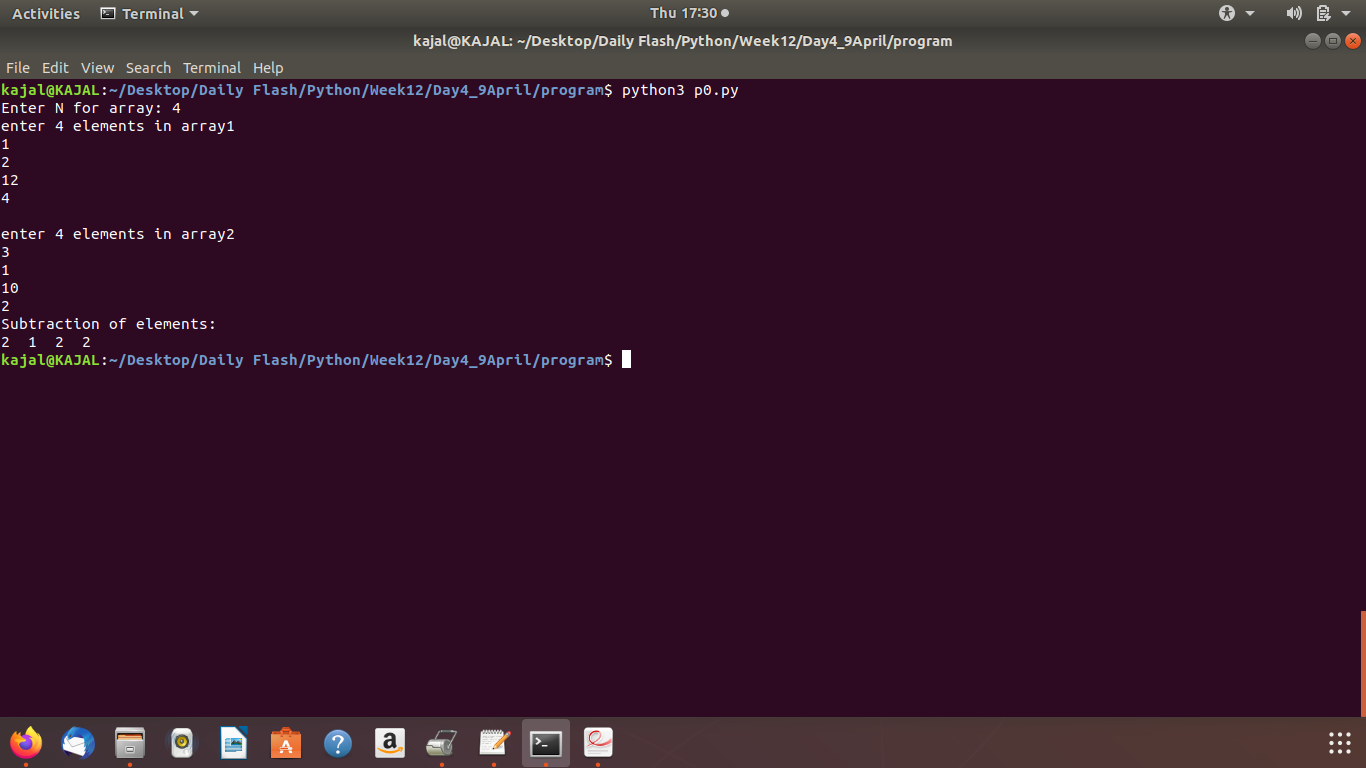 Activities Terminal Thu 17:30
kajal@KAJAL: ~/Desktop/Daily Flash/Python/Week12/Day4_9April/program
File Edit View Search Terminal Help
kajal@KAJAL:~/Desktop/Daily Flash/Python/Week12/Day4_9April/program$ python3 p0.py
Enter N for array: 4
enter 4 elements in array1
1
2
12
4
enter 4 elements in array2
3
1
10
2
Subtraction of elements:
2 1 2 2
kajal@KAJAL:~/Desktop/Daily Flash/Python/Week12/Day4_9April/program$